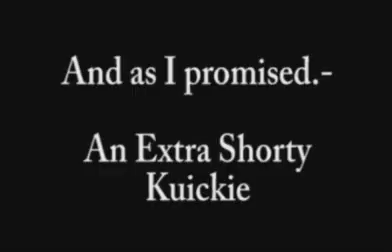 And as I promised.-
An Extra Shorty
Kuickie